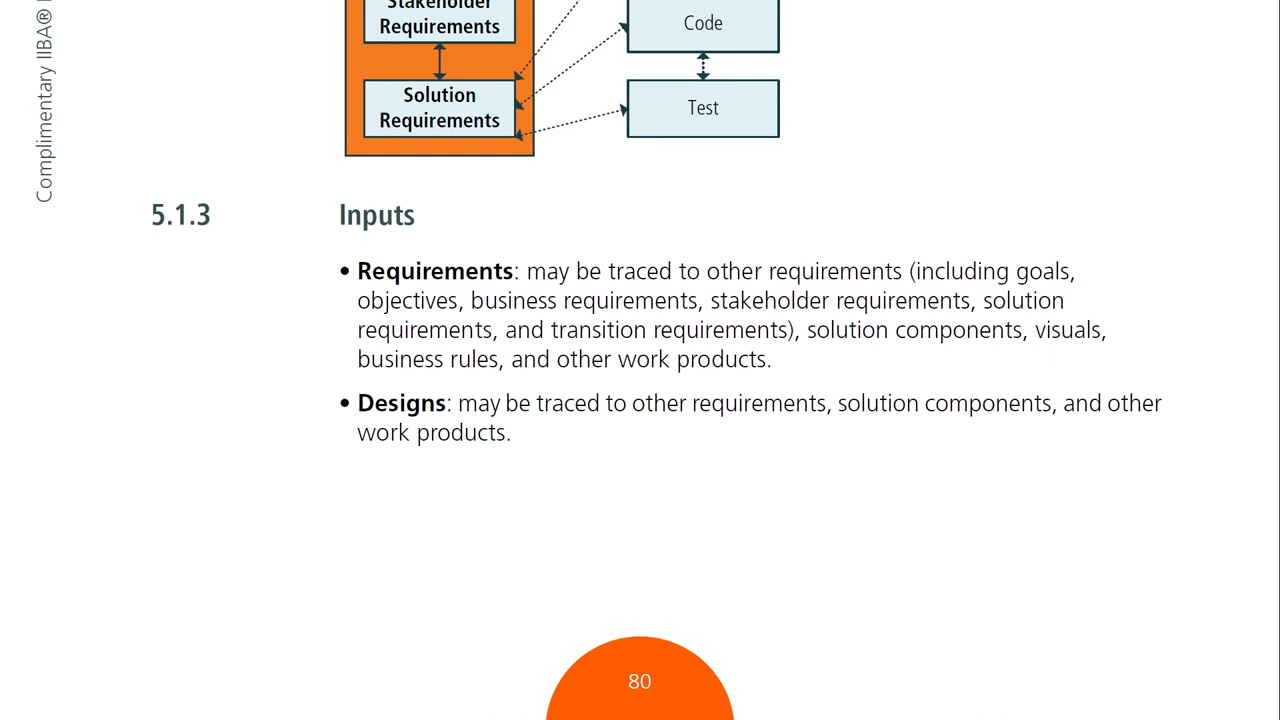 Complimentary IIBA®
Stakeholder
Requirements
Code
Solution
Requirements
Test
5.1.3 Inputs
• Requirements: may be traced to other requirements (including goals,
objectives, business requirements, stakeholder requirements, solution
requirements, and transition requirements), solution components, visuals,
business rules, and other work products.
• Designs: may be traced to other requirements, solution components, and other
work products.
80